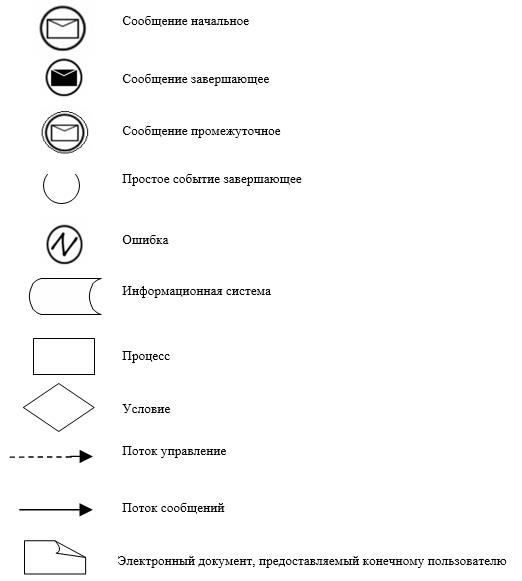 Сообщение начальное
Сообщение завершающее
Сообщение промежуточное
Простое событие завершающее
Ошибка
Информационная система
Процесс
Условие
Поток управления
Поток сообщений
Электронный документ, предоставляемый конечному пользователю